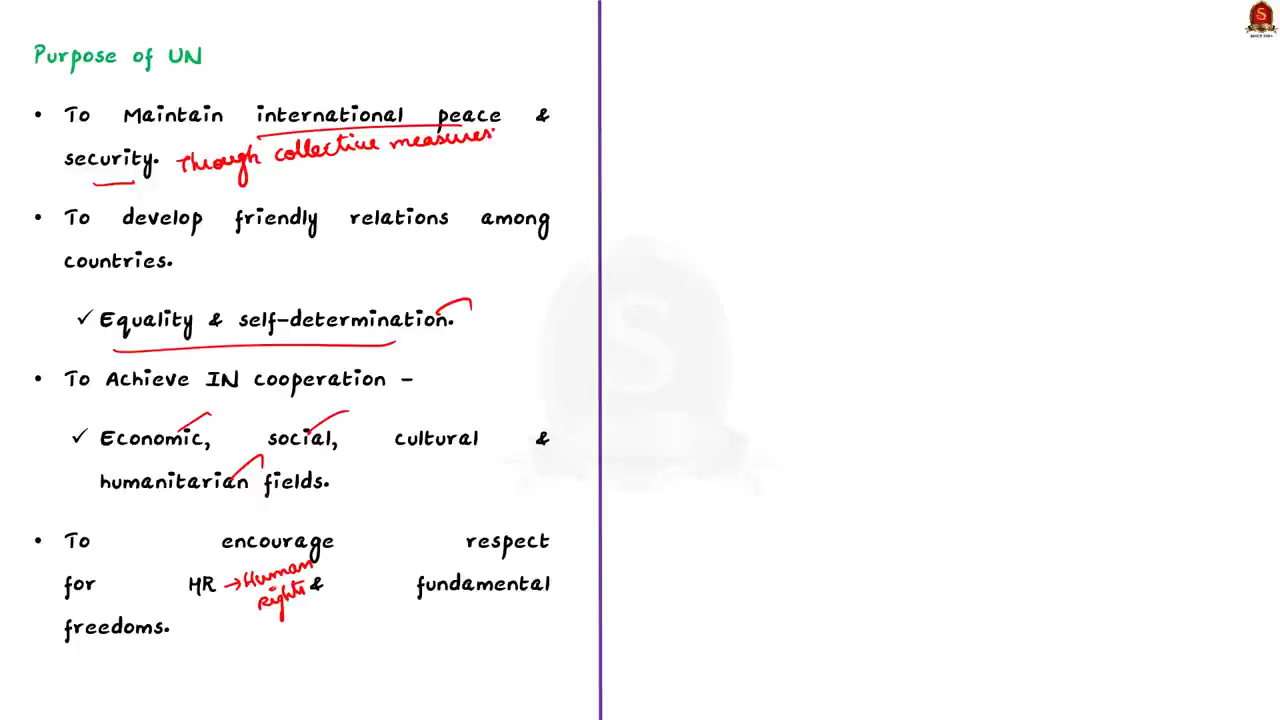 Purpose of UN
• To Maintain international peace &
security. Through collective measures.
• To develop friendly relations among
countries.
✓ Equality & self-determination.
• To Achieve IN cooperation –
✓ Economic, social, cultural &
humanitarian fields.
• To encourage respect
for HR → Human Rights & fundamental
freedoms.
S
S